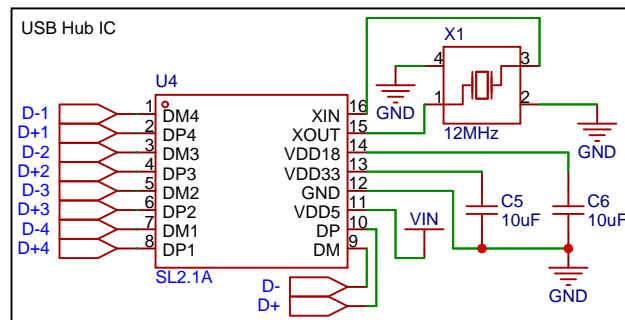 USB Hub IC
X1
4
3
1
2
GND
12MHz
GND
U4
D-1
1
DM4
XIN
16
D+1
2
DP4
XOUT
15
D-2
3
DM3
VDD18
14
D+2
4
DP3
VDD33
13
D-3
5
DM2
GND
12
D+3
6
DP2
VDD5
11
D-4
7
DM1
DP
10
D+4
8
DP1
DM
9
SL2.1A
VIN
C5
10uF
C6
10uF
D-
D+
GND